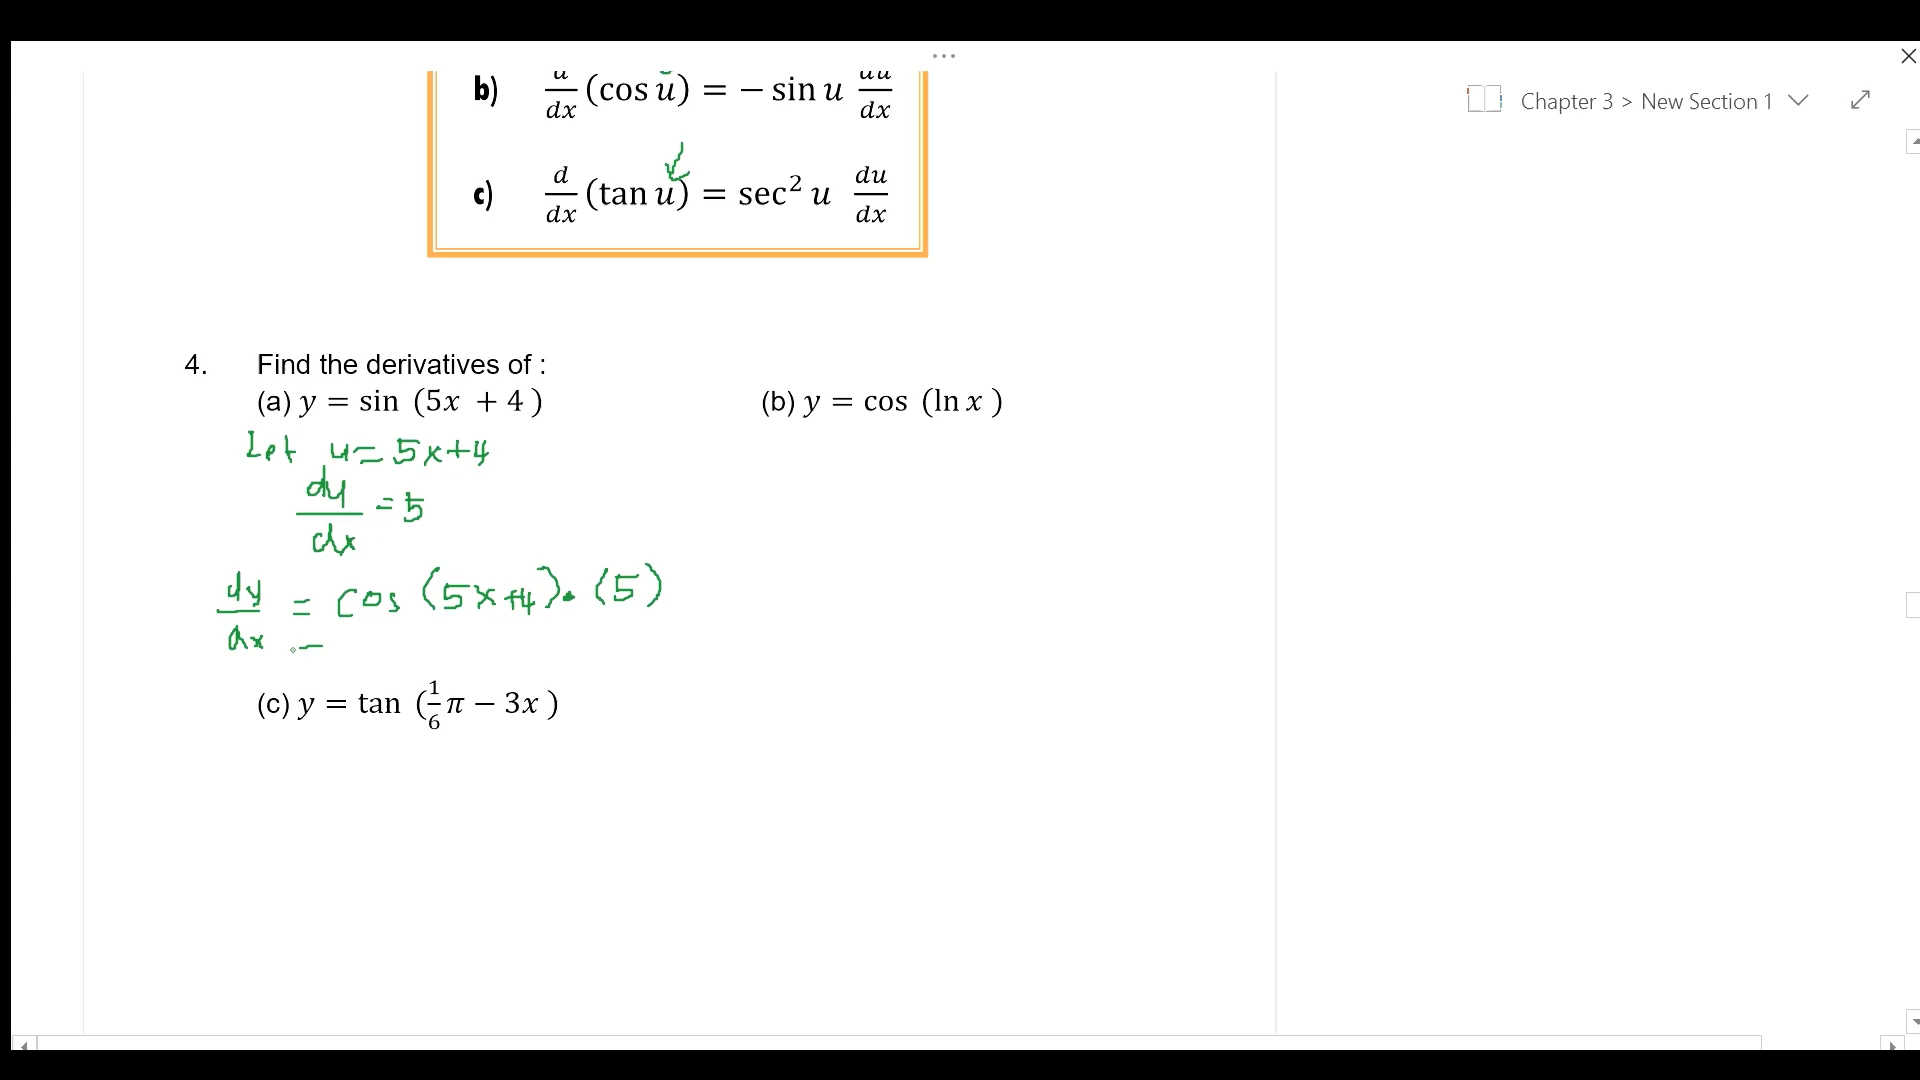 b) d/dx (cos u) = − sin u du/dx
Chapter 3 > New Section 1
c) d/dx (tan u) = sec² u du/dx
4. Find the derivatives of :
(a) y = sin (5x + 4 ) (b) y = cos (ln x )
Let u = 5x+4
du/dx = 5
dy/dx = cos (5x+4) • (5)
=
(c) y = tan (1/6 π − 3x )